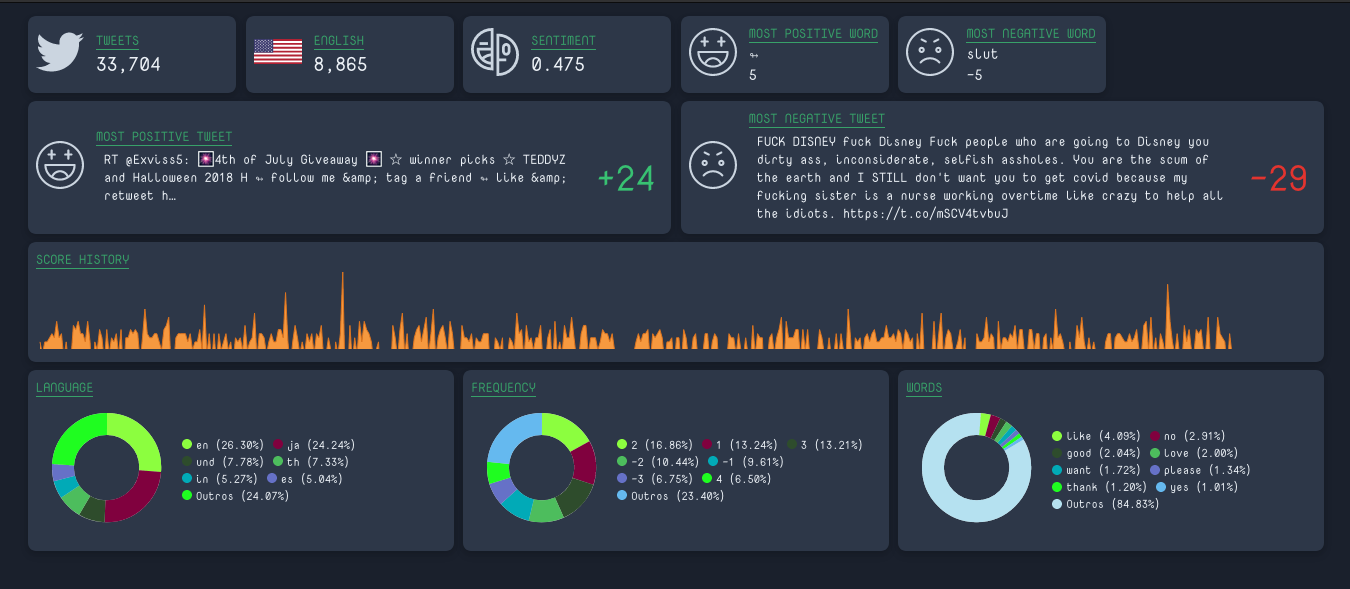 TWEETS
33,704
ENGLISH
8,865
SENTIMENT
0.475
MOST POSITIVE WORD
5
MOST NEGATIVE WORD
slut
-5
MOST POSITIVE TWEET
RT @Exviss5: 🎆4th of July Giveaway 🎆 ☆ winner picks ☆ TEDDYZ
and Halloween 2018 H ↬ Follow me &amp; tag a friend ↬ like &amp;
retweet h…
+24
MOST NEGATIVE TWEET
FUCK DISNEY Fuck Disney Fuck people who are going to Disney you
dirty ass, inconsiderate, selfish assholes. You are the scum of
the earth and I STILL don't want you to get covid because my
fucking sister is a nurse working overtime like crazy to help all
the idiots. https://t.co/mSCV4tvbuJ
-29
SCORE HISTORY
LANGUAGE
en (26.30%) ja (24.24%)
und (7.78%) th (7.33%)
in (5.27%) es (5.04%)
Outros (24.07%)
FREQUENCY
2 (16.86%) 1 (13.24%) 3 (13.21%)
-2 (10.44%) -1 (9.61%)
-3 (6.75%) 4 (6.50%)
Outros (23.40%)
WORDS
like (4.09%) no (2.91%)
good (2.04%) love (2.00%)
want (1.72%) please (1.34%)
thank (1.20%) yes (1.01%)
Outros (84.83%)